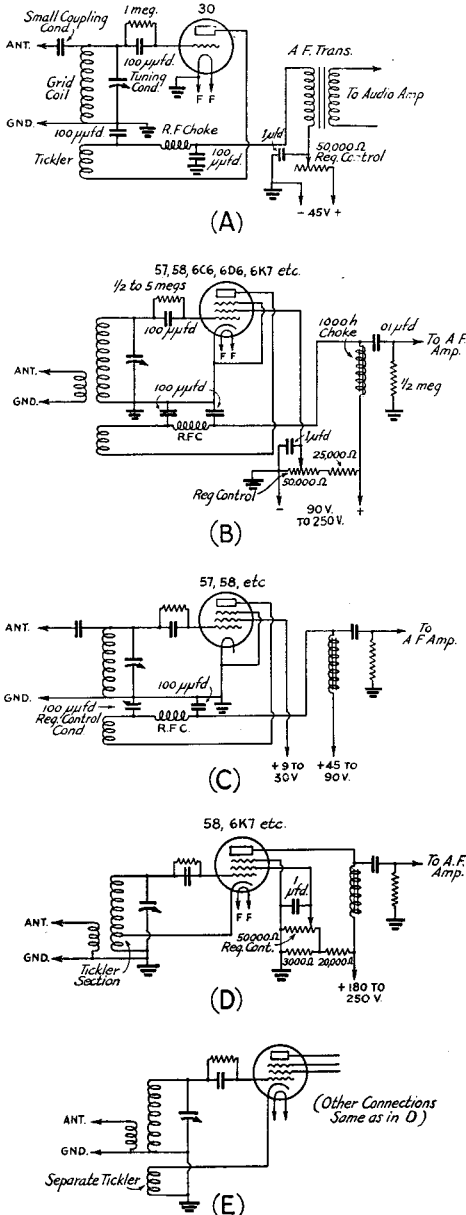 Small Coupling
Cond.
1 meg.
30
ANT.
100 μμfd.
Tuning
Cond.
Grid
Coil
F F
A.F. Trans.
To Audio Amp
GND.
100 μμfd
R.F. Choke
Tickler
100
μμfd.
1 μfd
50,000 Ω
Reg. Control
- 45V +
(A)
57, 58, 6C6, 6D6, 6K7 etc.
1/2 to 5 megs
100 μμfd
F F
1000 h
Choke
.01 μfd
To A.F.
Amp.
1/2 meg
ANT.
GND.
100 μμfd
R.F.C.
1 μfd
25,000 Ω
50,000 Ω
Reg Control
-
90 V.
TO 250 V.
+
(B)
57, 58, etc
ANT.
To
A F Amp.
GND.
100 μμfd
100 μμfd
Reg. Control
Cond.
R.F.C.
+ 9 TO
30 V
+45 TO
90 V.
(C)
58, 6K7 etc.
To A.F.
Amp.
F F
1
μfd.
ANT.
50000 Ω
Reg. Cont.
GND.
3000 Ω
20,000 Ω
Tickler
Section
+ 180 TO
250 V.
(D)
(Other Connections
Same as in D)
ANT.
GND.
Separate Tickler
(E)